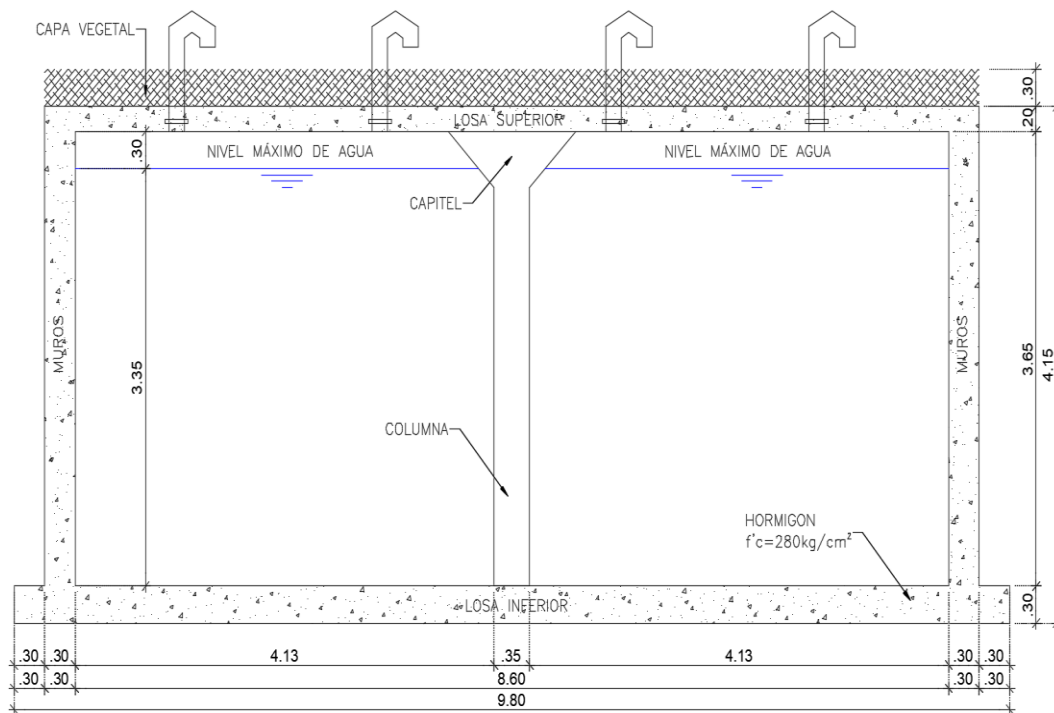 CAPA VEGETAL
.30
LOSA SUPERIOR
.20
.30
NIVEL MÁXIMO DE AGUA
NIVEL MÁXIMO DE AGUA
CAPITEL
MUROS
MUROS
3.35
3.65
4.15
COLUMNA
HORMIGON
f'c=280kg/cm²
LOSA INFERIOR
.30
.30 .30 4.13 .35 4.13 .30 .30
.30 .30 8.60 .30 .30
9.80